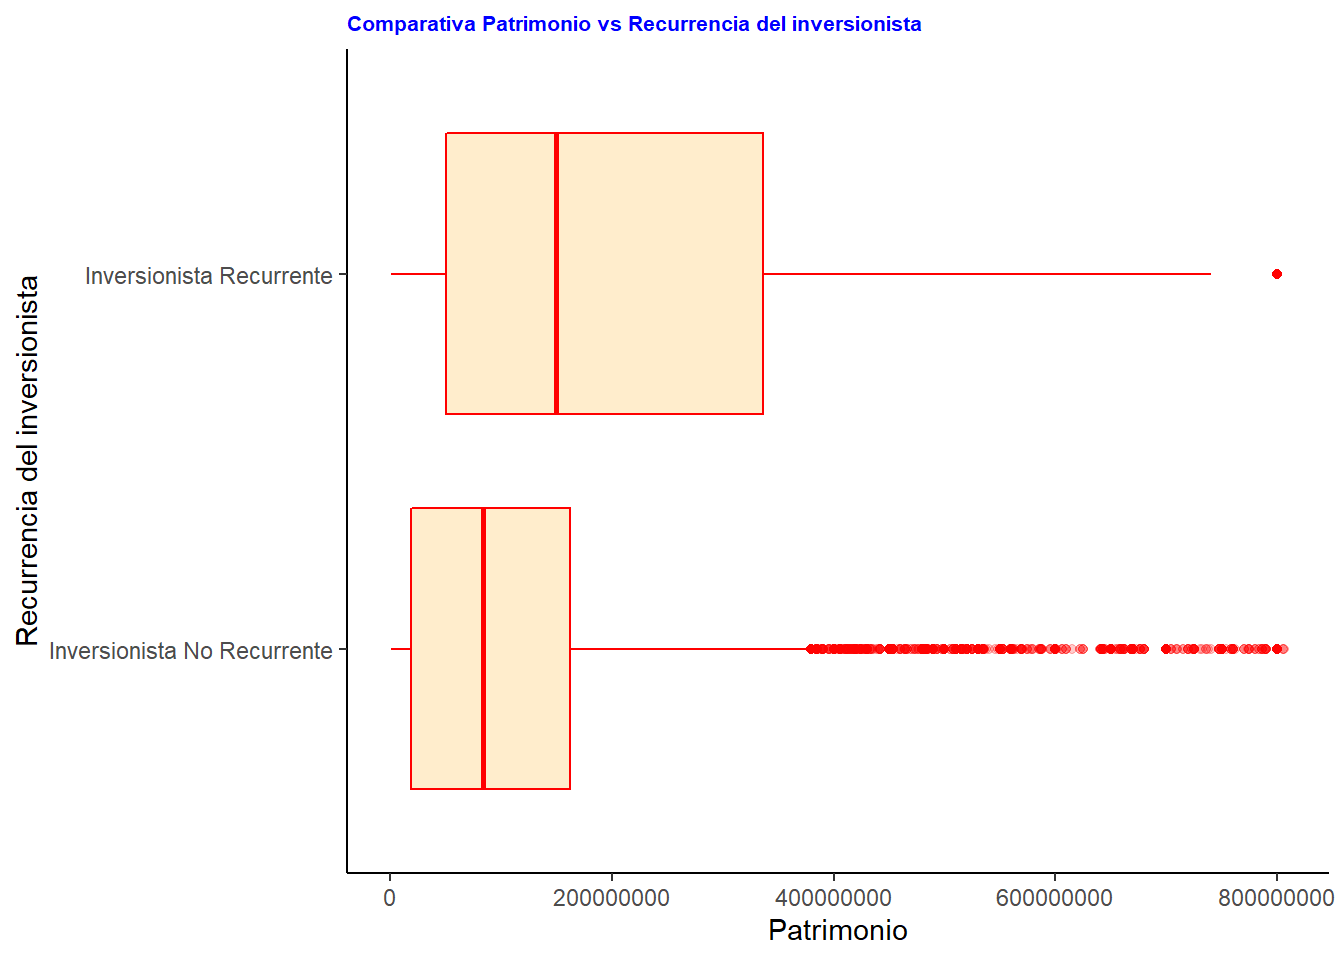 Comparativa Patrimonio vs Recurrencia del inversionista
Recurrencia del inversionista
Inversionista Recurrente
Inversionista No Recurrente
0
200000000
400000000
600000000
800000000
Patrimonio